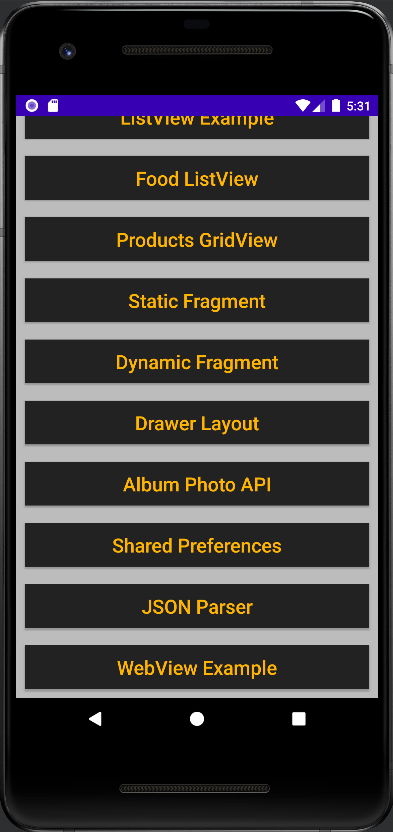 5:31
ListView Example
Food ListView
Products GridView
Static Fragment
Dynamic Fragment
Drawer Layout
Album Photo API
Shared Preferences
JSON Parser
WebView Example